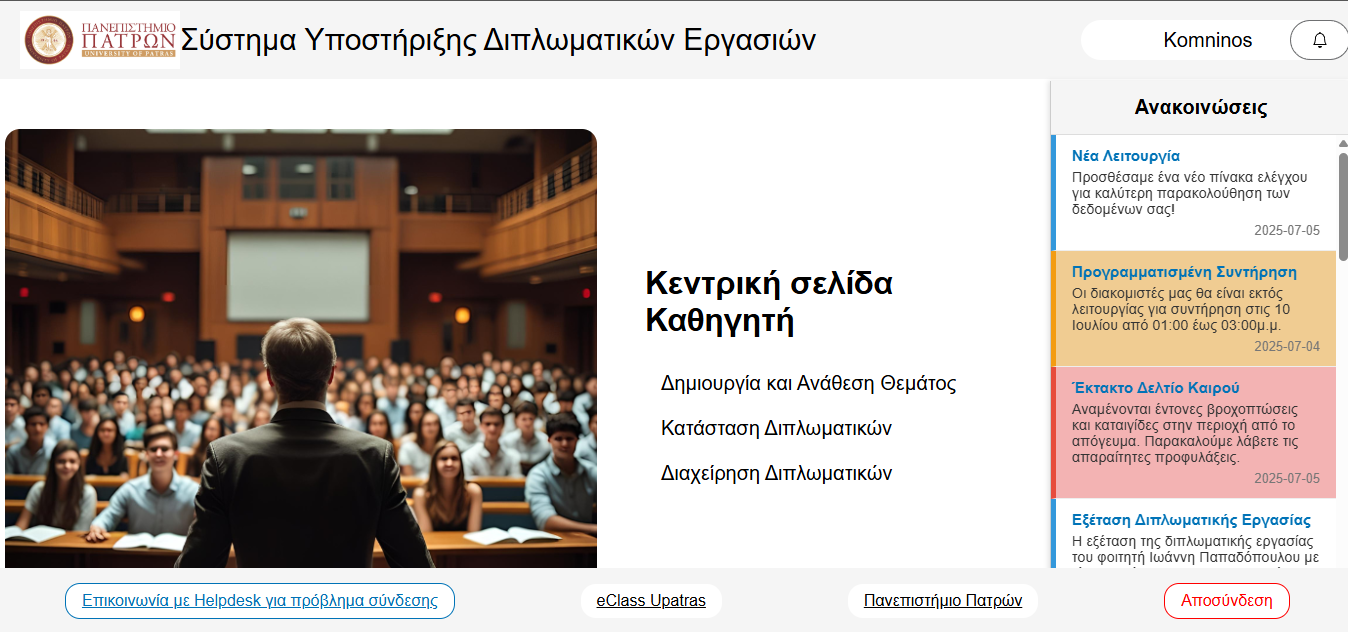 ΠΑΝΕΠΙΣΤΗΜΙΟ
ΠΑΤΡΩΝ
UNIVERSITY OF PATRAS
Σύστημα Υποστήριξης Διπλωματικών Εργασιών
Komninos
Κεντρική σελίδα
Καθηγητή
Δημιουργία και Ανάθεση Θεμάτος
Κατάσταση Διπλωματικών
Διαχείρηση Διπλωματικών
Ανακοινώσεις
Νέα Λειτουργία
Προσθέσαμε ένα νέο πίνακα ελέγχου
για καλύτερη παρακολούθηση των
δεδομένων σας!
2025-07-05
Προγραμματισμένη Συντήρηση
Οι διακομιστές μας θα είναι εκτός
λειτουργίας για συντήρηση στις 10
Ιουλίου από 01:00 έως 03:00μ.μ.
2025-07-04
Έκτακτο Δελτίο Καιρού
Αναμένονται έντονες βροχοπτώσεις
και καταιγίδες στην περιοχή από το
απόγευμα. Παρακαλούμε λάβετε τις
απαραίτητες προφυλάξεις.
2025-07-05
Εξέταση Διπλωματικής Εργασίας
Η εξέταση της διπλωματικής εργασίας
του φοιτητή Ιωάννη Παπαδόπουλου με
Επικοινωνία με Helpdesk για πρόβλημα σύνδεσης
eClass Upatras
Πανεπιστήμιο Πατρών
Αποσύνδεση